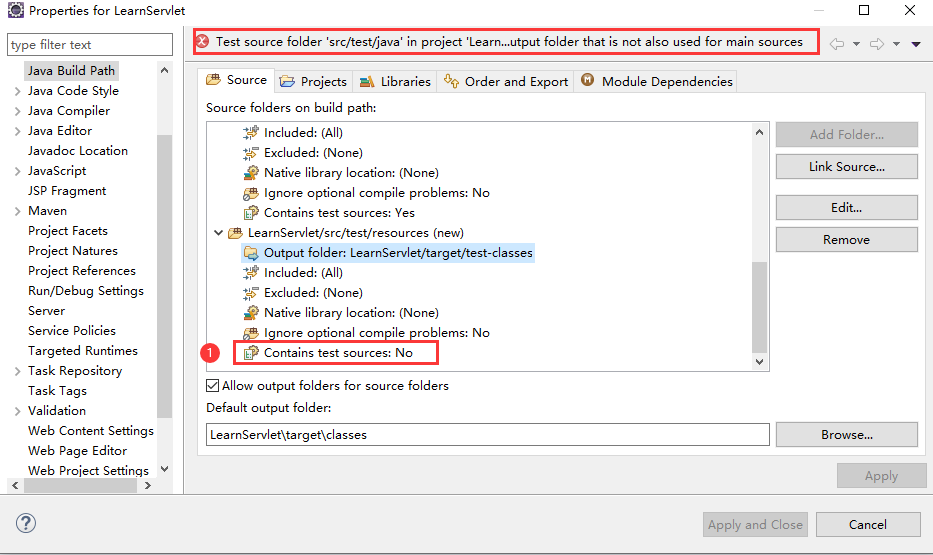 Properties for LearnServlet
type filter text
Java Build Path
Java Code Style
Java Compiler
Java Editor
Javadoc Location
JavaScript
JSP Fragment
Maven
Project Facets
Project Natures
Project References
Run/Debug Settings
Server
Service Policies
Targeted Runtimes
Task Repository
Task Tags
Validation
Web Content Settings
Web Page Editor
Web Project Settings
Test source folder 'src/test/java' in project 'Learn...utput folder that is not also used for main sources
Source
Projects
Libraries
Order and Export
Module Dependencies
Source folders on build path:
Included: (All)
Excluded: (None)
Native library location: (None)
Ignore optional compile problems: No
Contains test sources: Yes
LearnServlet/src/test/resources (new)
Output folder: LearnServlet/target/test-classes
Included: (All)
Excluded: (None)
Native library location: (None)
Ignore optional compile problems: No
1
Contains test sources: No
Add Folder...
Link Source...
Edit...
Remove
Allow output folders for source folders
Default output folder:
LearnServlet\target\classes
Browse...
Apply
Apply and Close
Cancel